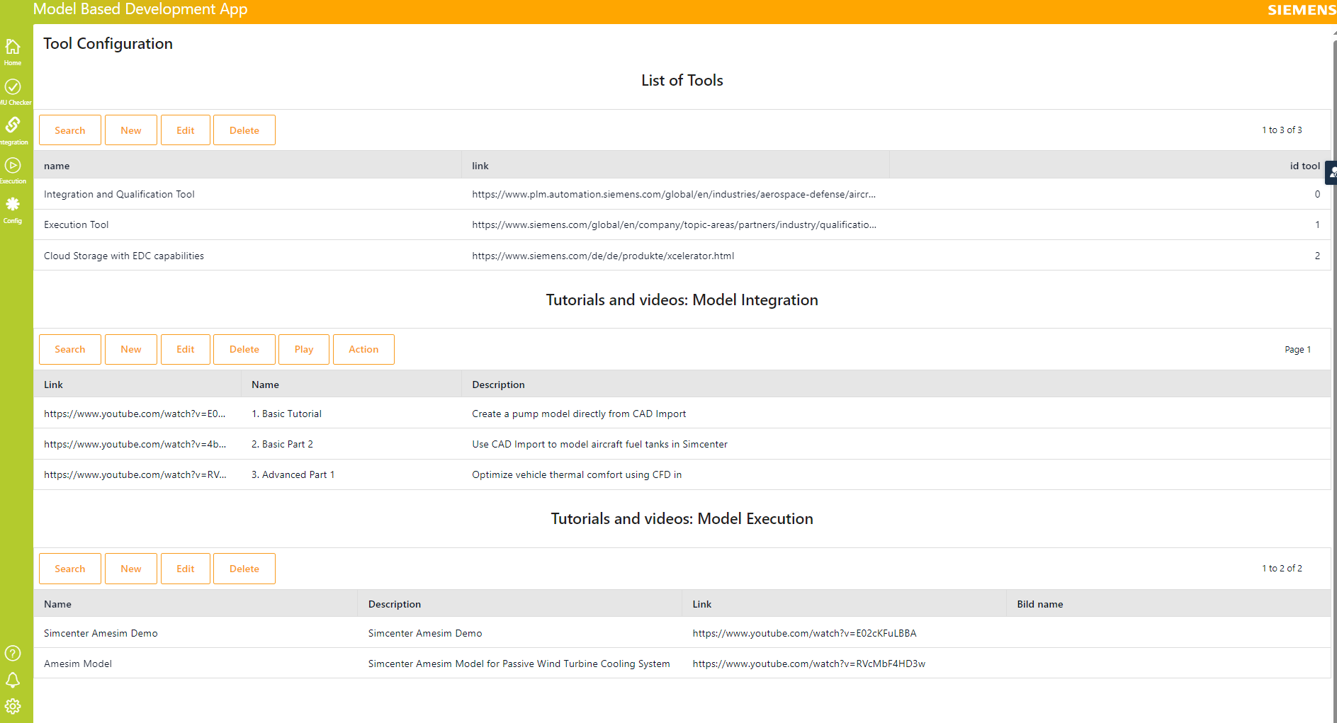 Model Based Development App
SIEMENS
Tool Configuration
Home
MU Checker
ntegration
Execution
Config
List of Tools
Search New Edit Delete 1 to 3 of 3
name link id tool
Integration and Qualification Tool https://www.plm.automation.siemens.com/global/en/industries/aerospace-defense/aircr... 0
Execution Tool https://www.siemens.com/global/en/company/topic-areas/partners/industry/qualificatio... 1
Cloud Storage with EDC capabilities https://www.siemens.com/de/de/produkte/xcelerator.html 2
Tutorials and videos: Model Integration
Search New Edit Delete Play Action Page 1
Link Name Description
https://www.youtube.com/watch?v=E0... 1. Basic Tutorial Create a pump model directly from CAD Import
https://www.youtube.com/watch?v=4b... 2. Basic Part 2 Use CAD Import to model aircraft fuel tanks in Simcenter
https://www.youtube.com/watch?v=RV... 3. Advanced Part 1 Optimize vehicle thermal comfort using CFD in
Tutorials and videos: Model Execution
Search New Edit Delete 1 to 2 of 2
Name Description Link Bild name
Simcenter Amesim Demo Simcenter Amesim Demo https://www.youtube.com/watch?v=E02cKFuLBBA
Amesim Model Simcenter Amesim Model for Passive Wind Turbine Cooling System https://www.youtube.com/watch?v=RVcMbF4HD3w